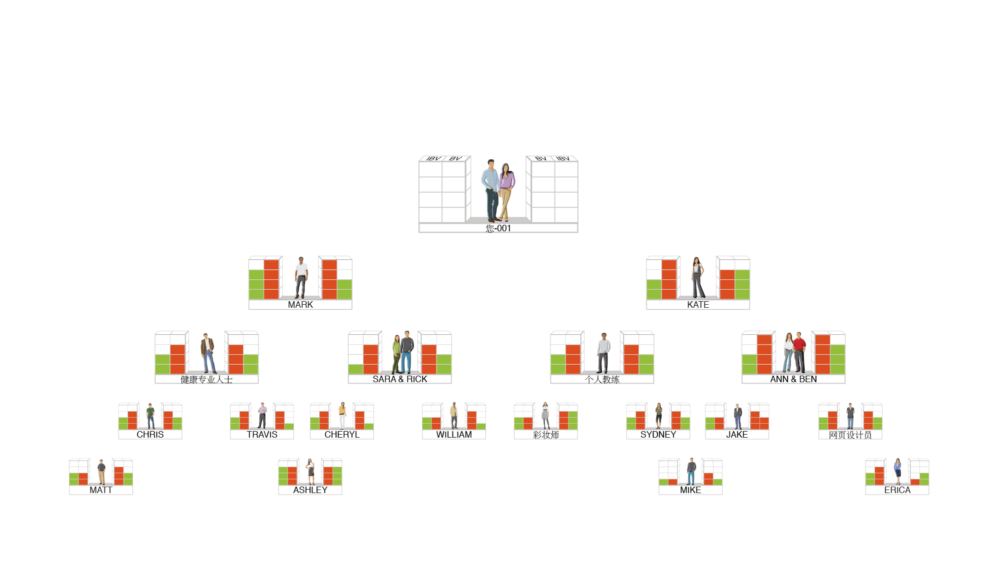 IBV BV BV IBV
您-001
MARK KATE
健康专业人士 SARA & RICK 个人教练 ANN & BEN
CHRIS TRAVIS CHERYL WILLIAM 彩妆师 SYDNEY JAKE 网页设计员
MATT ASHLEY MIKE ERICA